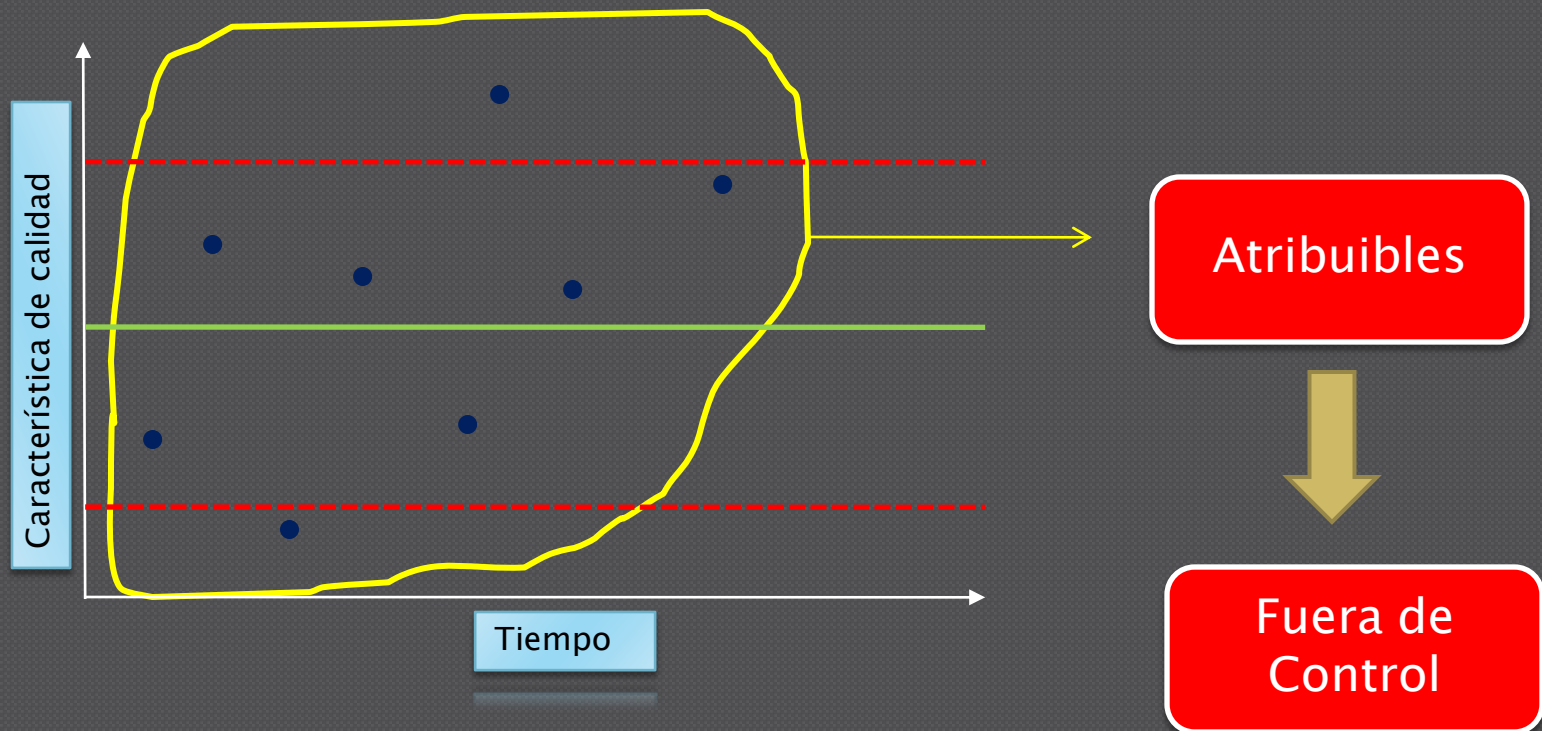 Característica de calidad
Tiempo
Atribuibles
Fuera de
Control